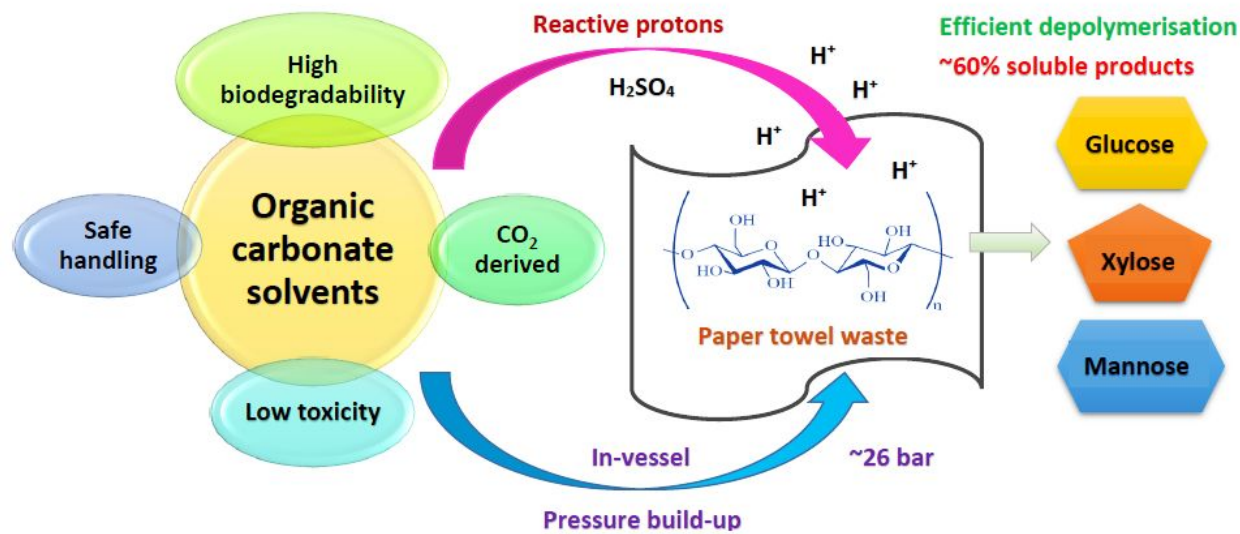 High
biodegradability
Safe
handling
Organic
carbonate
solvents
CO₂
derived
Low toxicity
Reactive protons
H₂SO₄
H⁺
H⁺
H⁺
H⁺
H⁺
OH
O
HO
OH
O
O
HO
OH
OH
O
OH
n
Paper towel waste
In-vessel
~26 bar
Pressure build-up
Efficient depolymerisation
~60% soluble products
Glucose
Xylose
Mannose